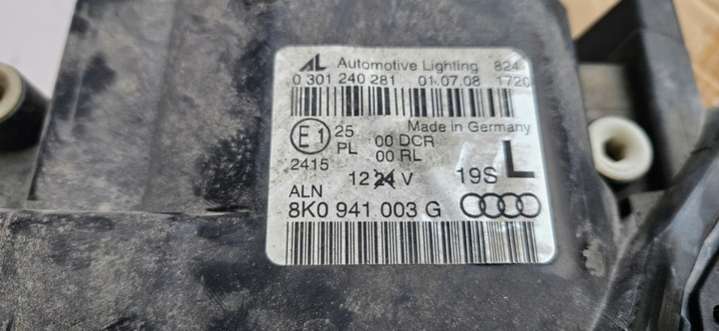 AL Automotive Lighting 824
0 301 240 281 01.07.08 1720
Made in Germany
E1 25 00 DCR
PL 00 RL
2415
L
12 24 V 19S
ALN
8K0 941 003 G